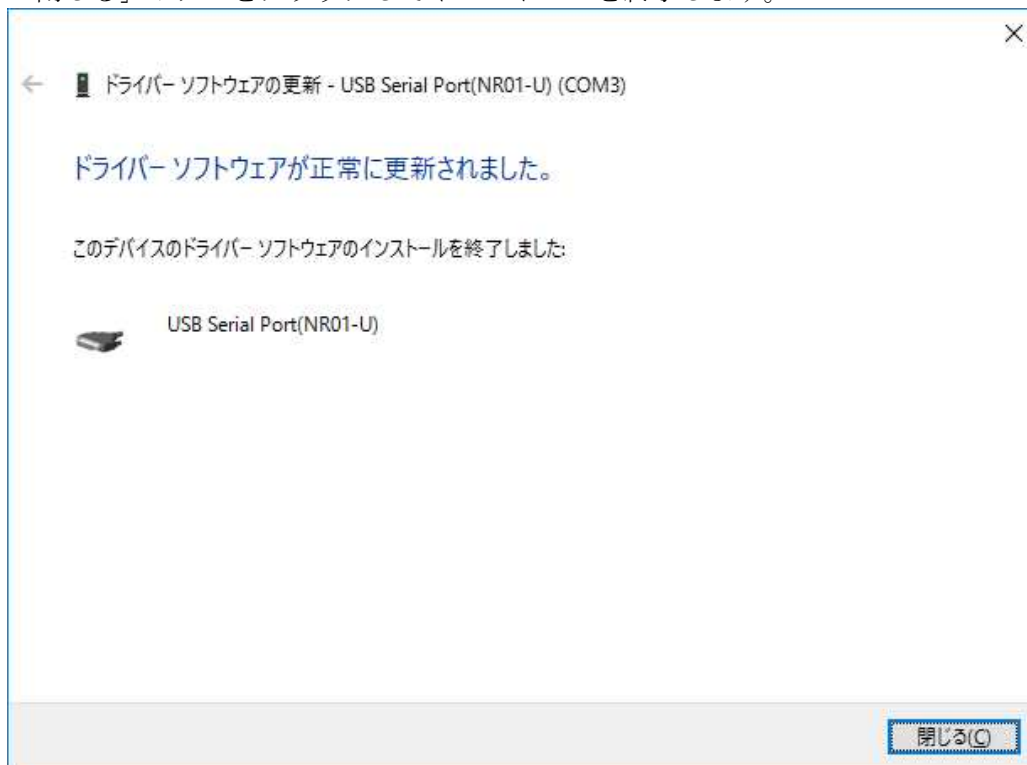 ドライバー ソフトウェアの更新 - USB Serial Port(NR01-U) (COM3)
ドライバー ソフトウェアが正常に更新されました。
このデバイスのドライバー ソフトウェアのインストールを終了しました:
USB Serial Port(NR01-U)
閉じる(C)